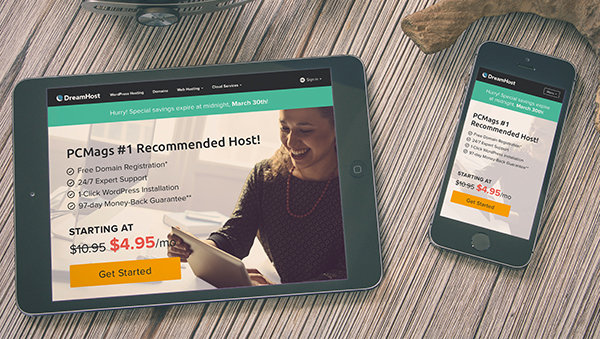 DreamHost
WordPress Hosting Domains Web Hosting Cloud Services Sign In
Hurry! Special savings expire at midnight, March 30th!
PCMags #1 Recommended Host!
Free Domain Registration*
24/7 Expert Support
1-Click WordPress Installation
97-day Money-Back Guarantee**
STARTING AT
$10.95 $4.95/mo
Get Started
DreamHost
Hurry! Special savings expire
at midnight, March 30th!
PCMags #1
Recommended Host!
Free Domain Registration*
24/7 Expert Support
1-Click WordPress Installation
97-day Money-Back Guarantee**
STARTING AT
$10.95 $4.95/mo
Get Started